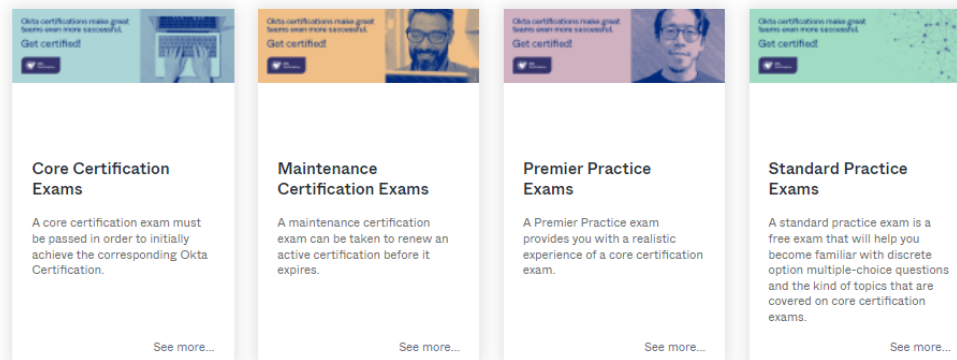 Okta certifications make great
teams even more successful.
Get certified!
Okta certifications make great
teams even more successful.
Get certified!
Okta certifications make great
teams even more successful.
Get certified!
Okta certifications make great
teams even more successful.
Get certified!
Core Certification
Exams
A core certification exam must
be passed in order to initially
achieve the corresponding Okta
Certification.
See more...
Maintenance
Certification Exams
A maintenance certification
exam can be taken to renew an
active certification before it
expires.
See more...
Premier Practice
Exams
A Premier Practice exam
provides you with a realistic
experience of a core certification
exam.
See more...
Standard Practice
Exams
A standard practice exam is a
free exam that will help you
become familiar with discrete
option multiple-choice questions
and the kind of topics that are
covered on core certification
exams.
See more...